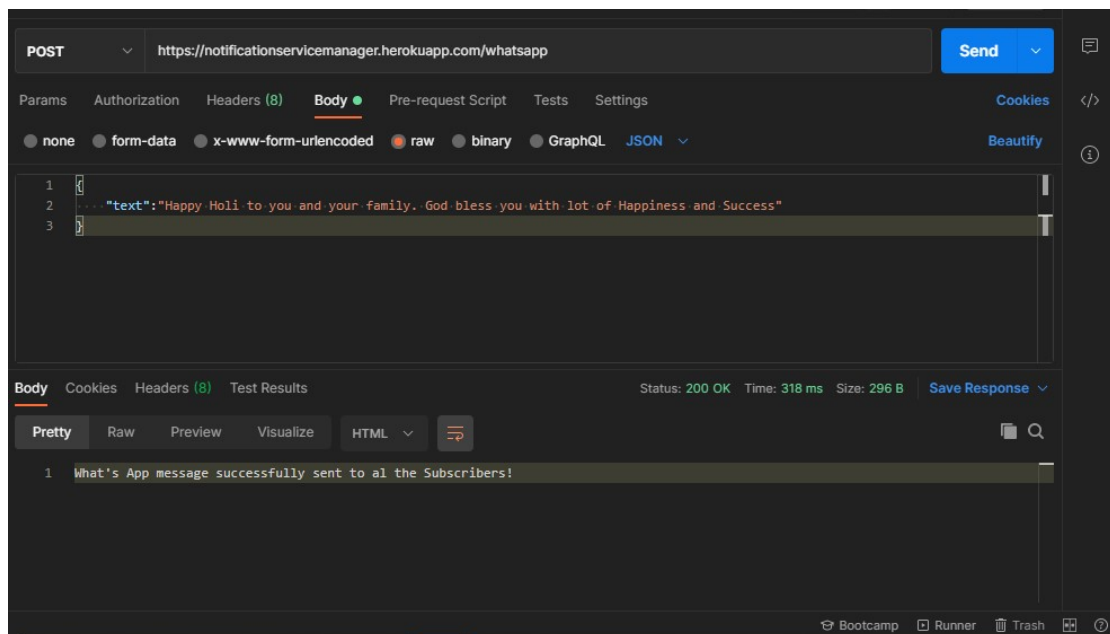 POST https://notificationservicemanager.herokuapp.com/whatsapp Send
Params Authorization Headers (8) Body Pre-request Script Tests Settings Cookies
none form-data x-www-form-urlencoded raw binary GraphQL JSON Beautify
1 {
2 "text":"Happy Holi to you and your family. God bless you with lot of Happiness and Success"
3 }
Body Cookies Headers (8) Test Results Status: 200 OK Time: 318 ms Size: 296 B Save Response
Pretty Raw Preview Visualize HTML
1 What's App message successfully sent to al the Subscribers!
Bootcamp Runner Trash